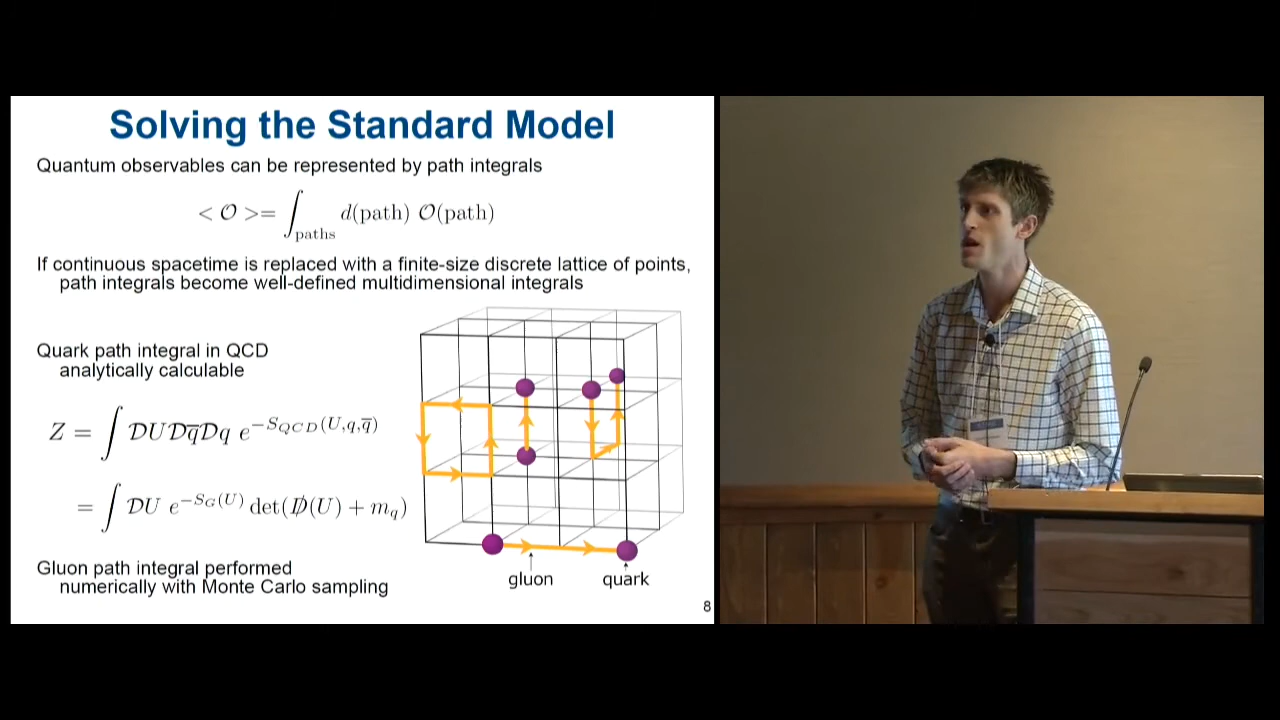 Solving the Standard Model
Quantum observables can be represented by path integrals
< 𝒪 >= ∫_paths d(path) 𝒪(path)
If continuous spacetime is replaced with a finite-size discrete lattice of points,
path integrals become well-defined multidimensional integrals
Quark path integral in QCD
analytically calculable
Z = ∫ 𝒟U𝒟q̅𝒟q e^{-S_{QCD}(U,q,q̅)}
= ∫ 𝒟U e^{-S_G(U)} det(D̸(U) + m_q)
Gluon path integral performed
numerically with Monte Carlo sampling
gluon quark
8